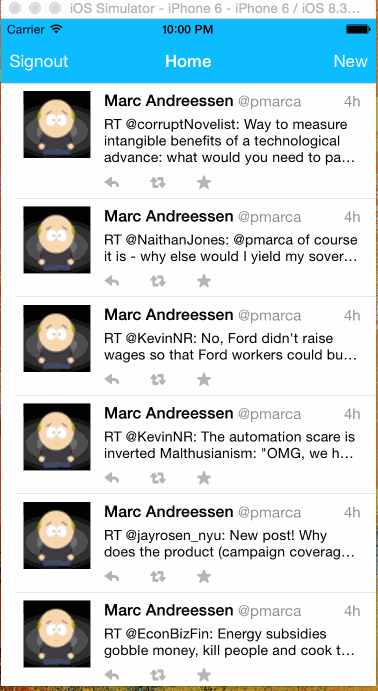 iOS Simulator - iPhone 6 - iPhone 6 / iOS 8.3...
Carrier 10:00 PM
Signout Home New
Marc Andreessen @pmarca 4h
RT @corruptNovelist: Way to measure
intangible benefits of a technological
advance: what would you need to pa...
Marc Andreessen @pmarca 4h
RT @NaithanJones: @pmarca of course
it is - why else would I yield my sover...
Marc Andreessen @pmarca 4h
RT @KevinNR: No, Ford didn't raise
wages so that Ford workers could bu...
Marc Andreessen @pmarca 4h
RT @KevinNR: The automation scare is
inverted Malthusianism: "OMG, we h...
Marc Andreessen @pmarca 4h
RT @jayrosen_nyu: New post! Why
does the product (campaign coverag...
Marc Andreessen @pmarca 4h
RT @EconBizFin: Energy subsidies
gobble money, kill people and cook t...